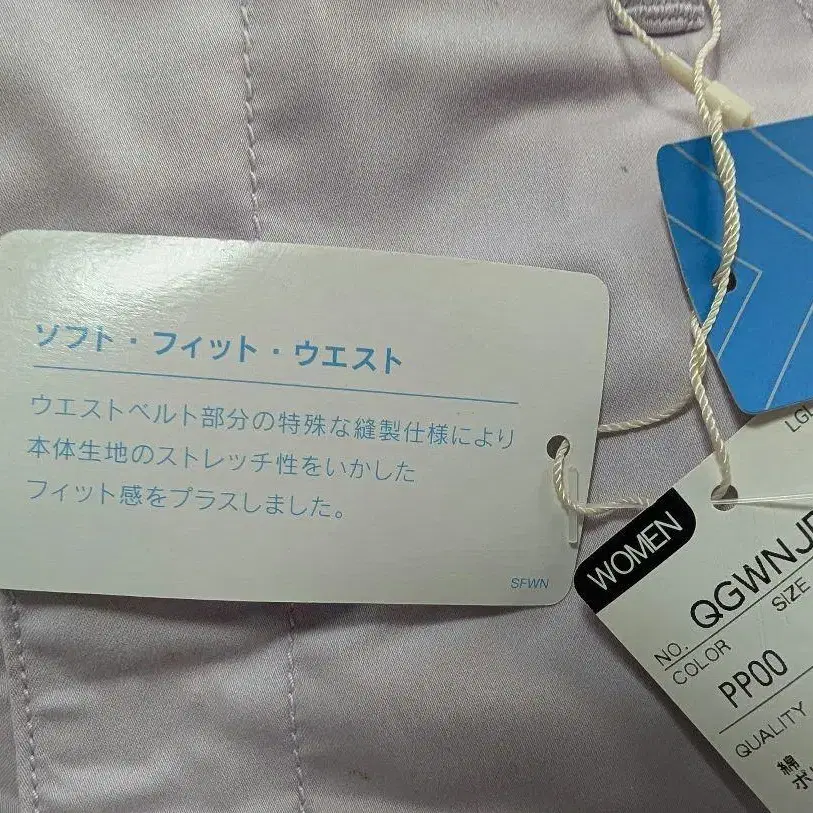 ソフト・フィット・ウエスト
ウエストベルト部分の特殊な縫製仕様により
本体生地のストレッチ性をいかした
フィット感をプラスしました。
SFWN
WOMEN
NO. QGWNJ
COLOR
SIZE
PP00
QUALITY
綿